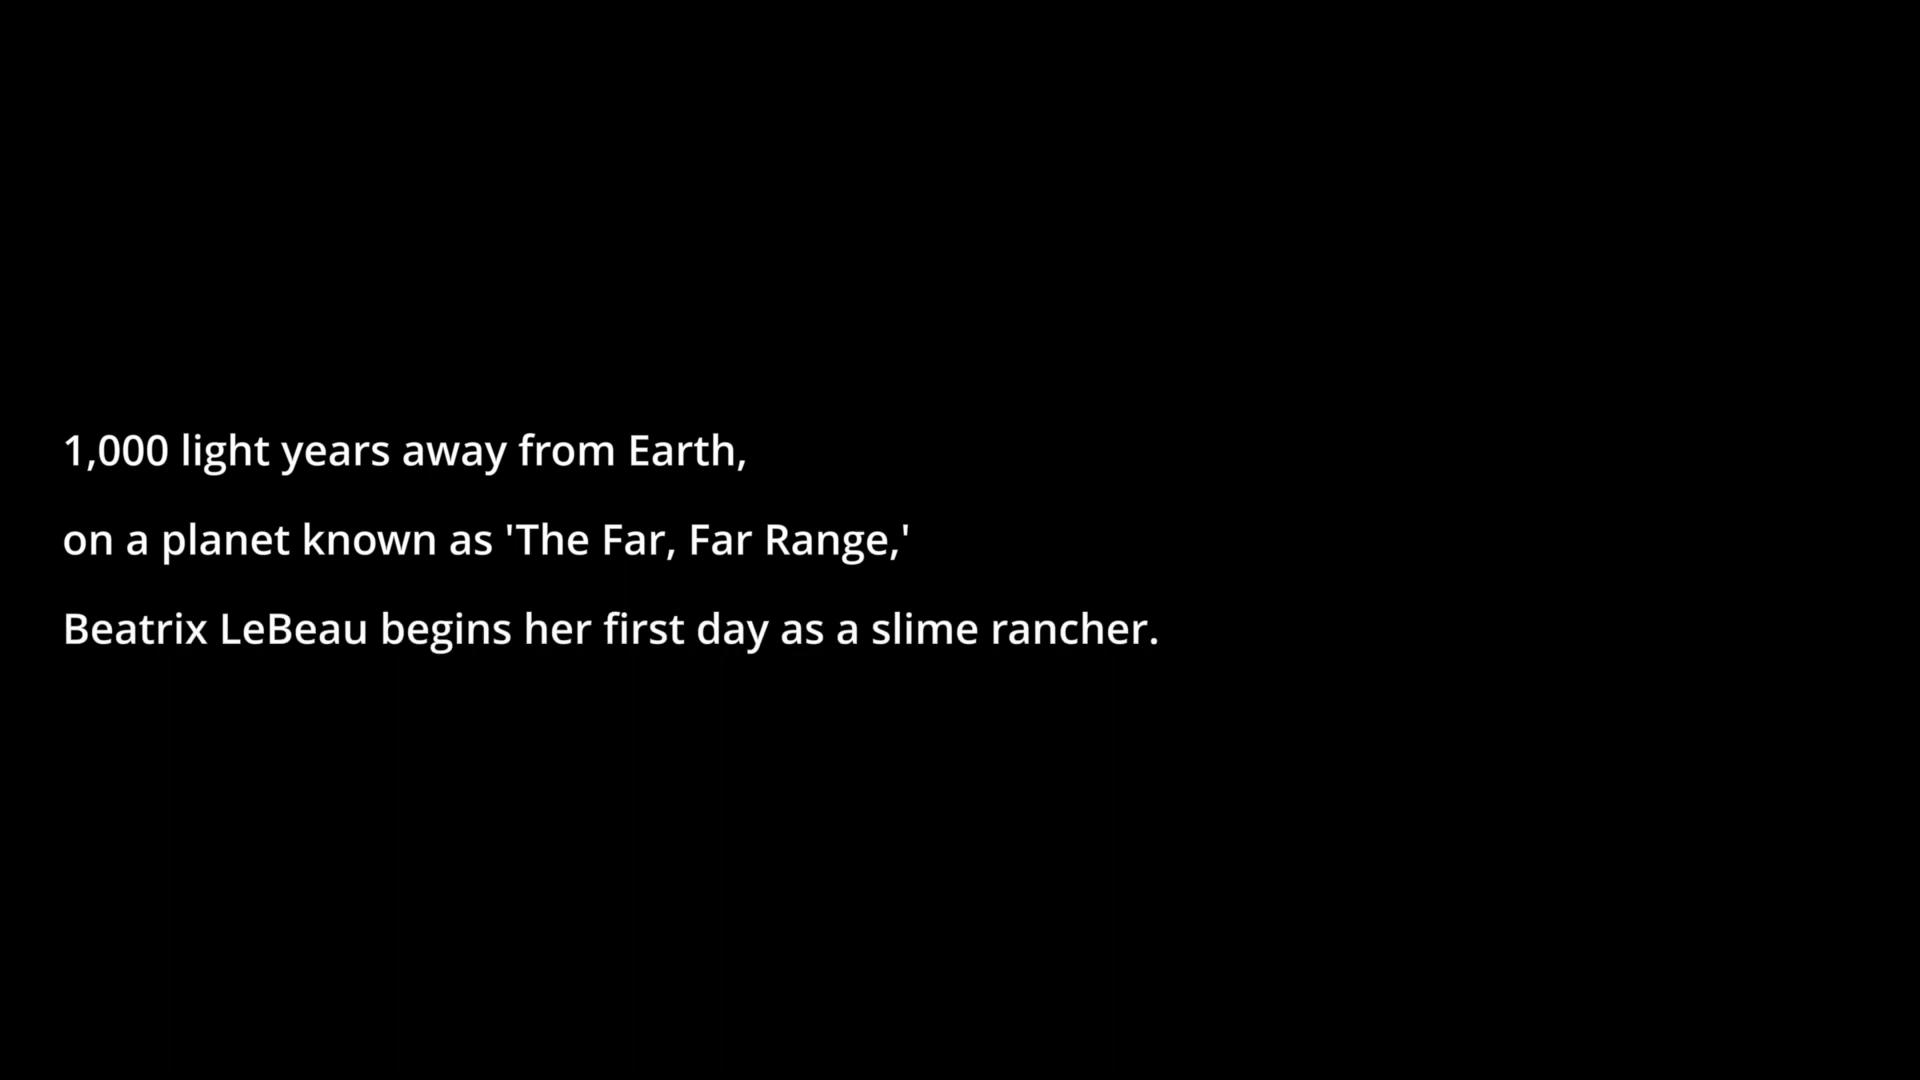 1,000 light years away from Earth,
on a planet known as 'The Far, Far Range,'
Beatrix LeBeau begins her first day as a slime rancher.